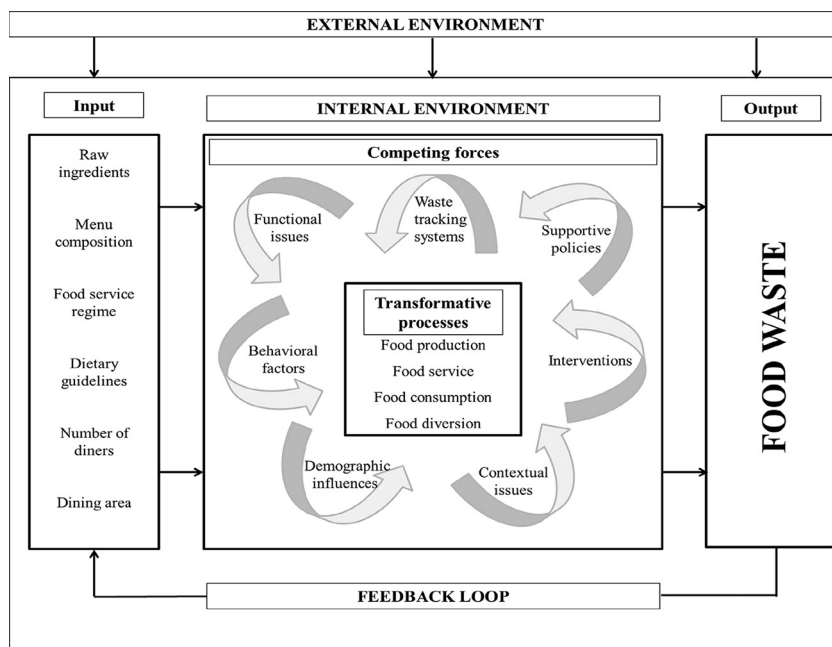 EXTERNAL ENVIRONMENT
Input
INTERNAL ENVIRONMENT
Output
Raw
ingredients
Menu
composition
Food service
regime
Dietary
guidelines
Number of
diners
Dining area
Competing forces
Functional
issues
Waste
tracking
systems
Supportive
policies
Behavioral
factors
Transformative
processes
Food production
Food service
Food consumption
Food diversion
Interventions
Demographic
influences
Contextual
issues
FOOD WASTE
FEEDBACK LOOP